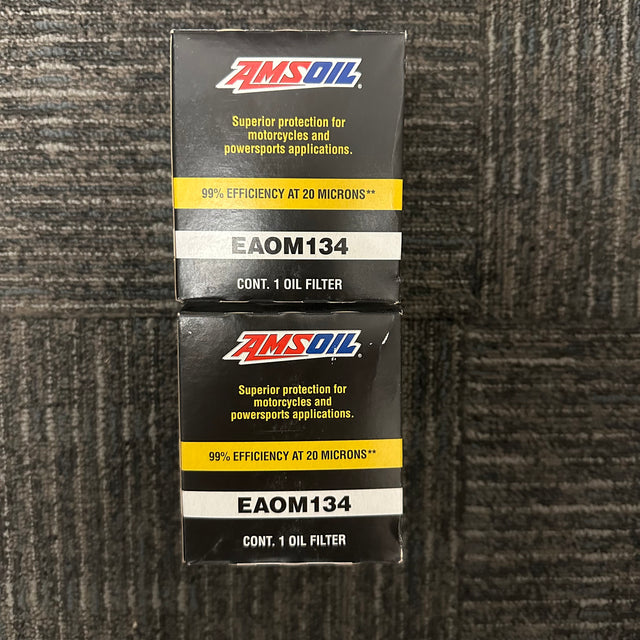 AMSOIL®
Superior protection for
motorcycles and
powersports applications.
99% EFFICIENCY AT 20 MICRONS**
EAOM134
CONT. 1 OIL FILTER
AMSOIL®
Superior protection for
motorcycles and
powersports applications.
99% EFFICIENCY AT 20 MICRONS**
EAOM134
CONT. 1 OIL FILTER